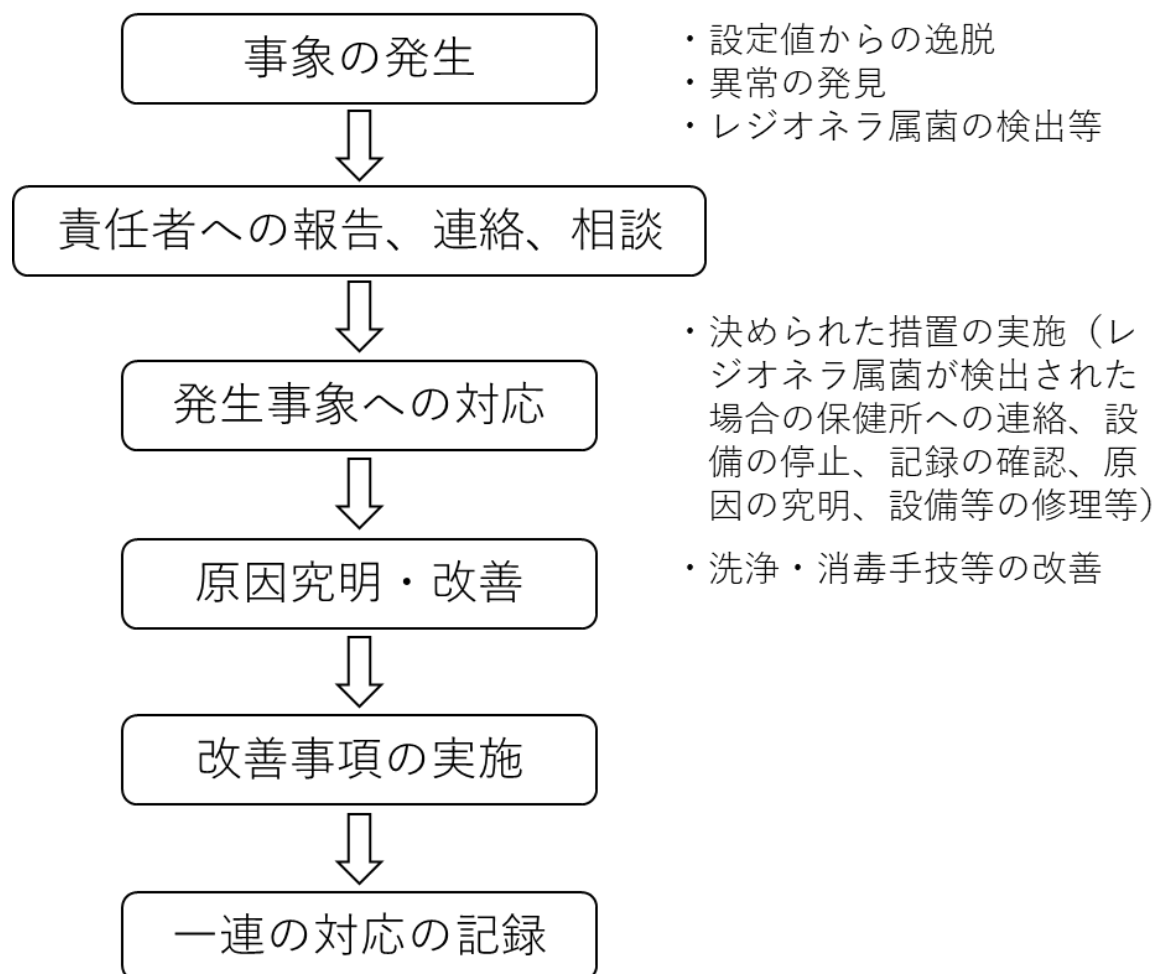 事象の発生
・設定値からの逸脱
・異常の発見
・レジオネラ属菌の検出等
責任者への報告、連絡、相談
発生事象への対応
・決められた措置の実施（レ
ジオネラ属菌が検出された
場合の保健所への連絡、設
備の停止、記録の確認、原
因の究明、設備等の修理等）
原因究明・改善
・洗浄・消毒手技等の改善
改善事項の実施
一連の対応の記録